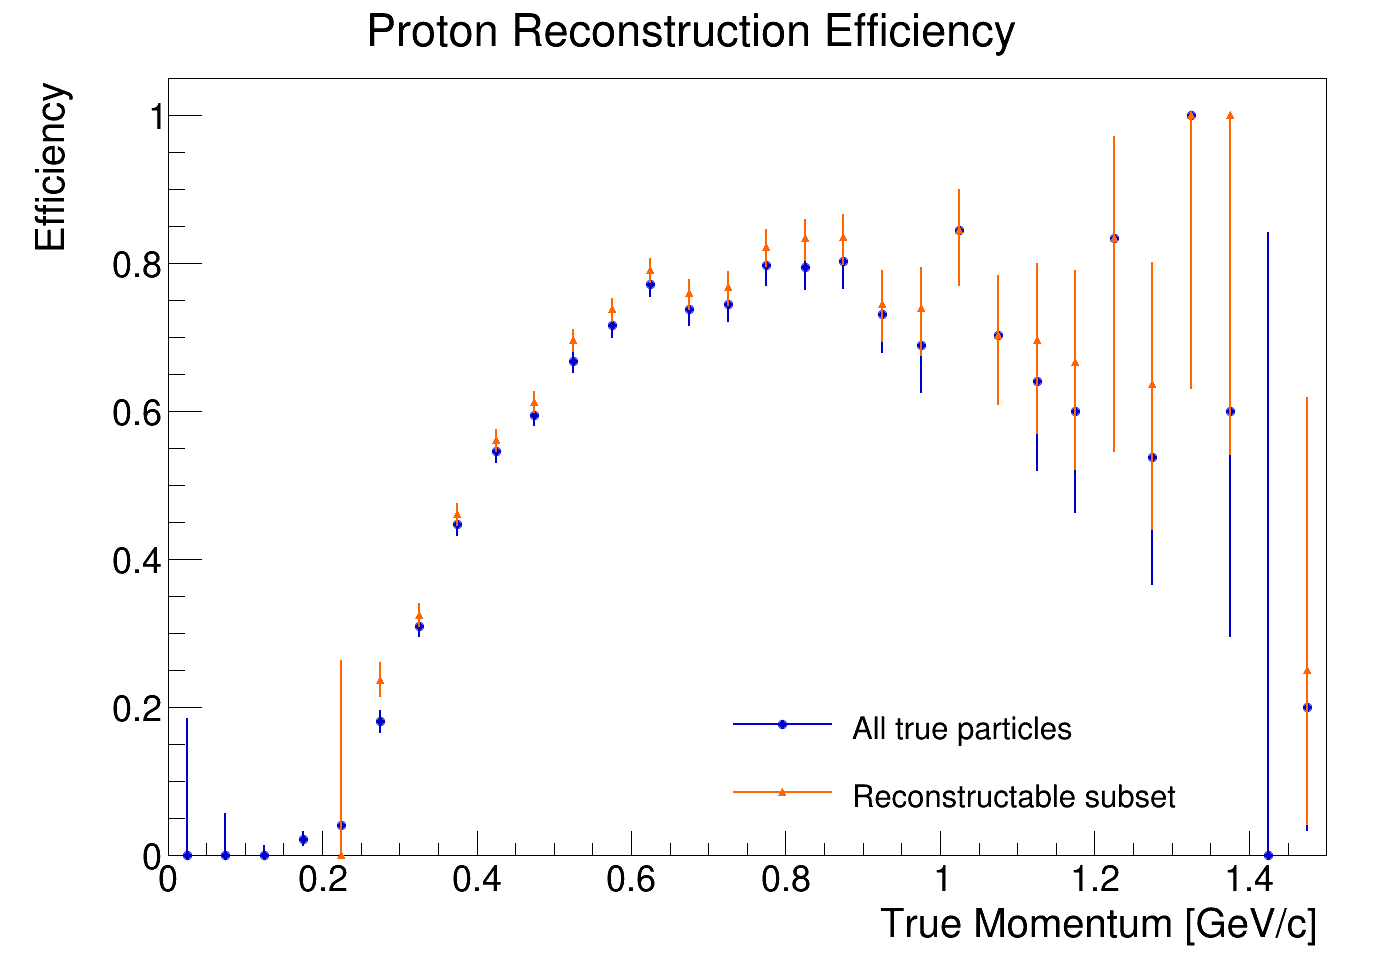 Proton Reconstruction Efficiency
Efficiency
1
0.8
0.6
0.4
0.2
0
All true particles
Reconstructable subset
0 0.2 0.4 0.6 0.8 1 1.2 1.4
True Momentum [GeV/c]